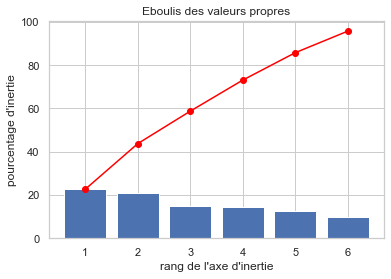 Eboulis des valeurs propres
100
80
60
40
20
0
pourcentage d'inertie
1 2 3 4 5 6
rang de l'axe d'inertie